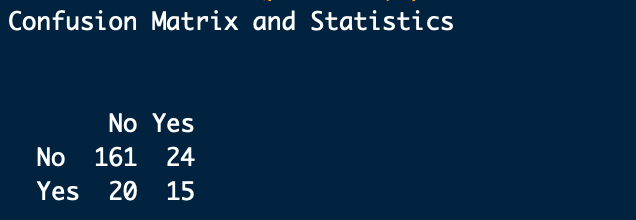 Confusion Matrix and Statistics
No Yes
No 161 24
Yes 20 15